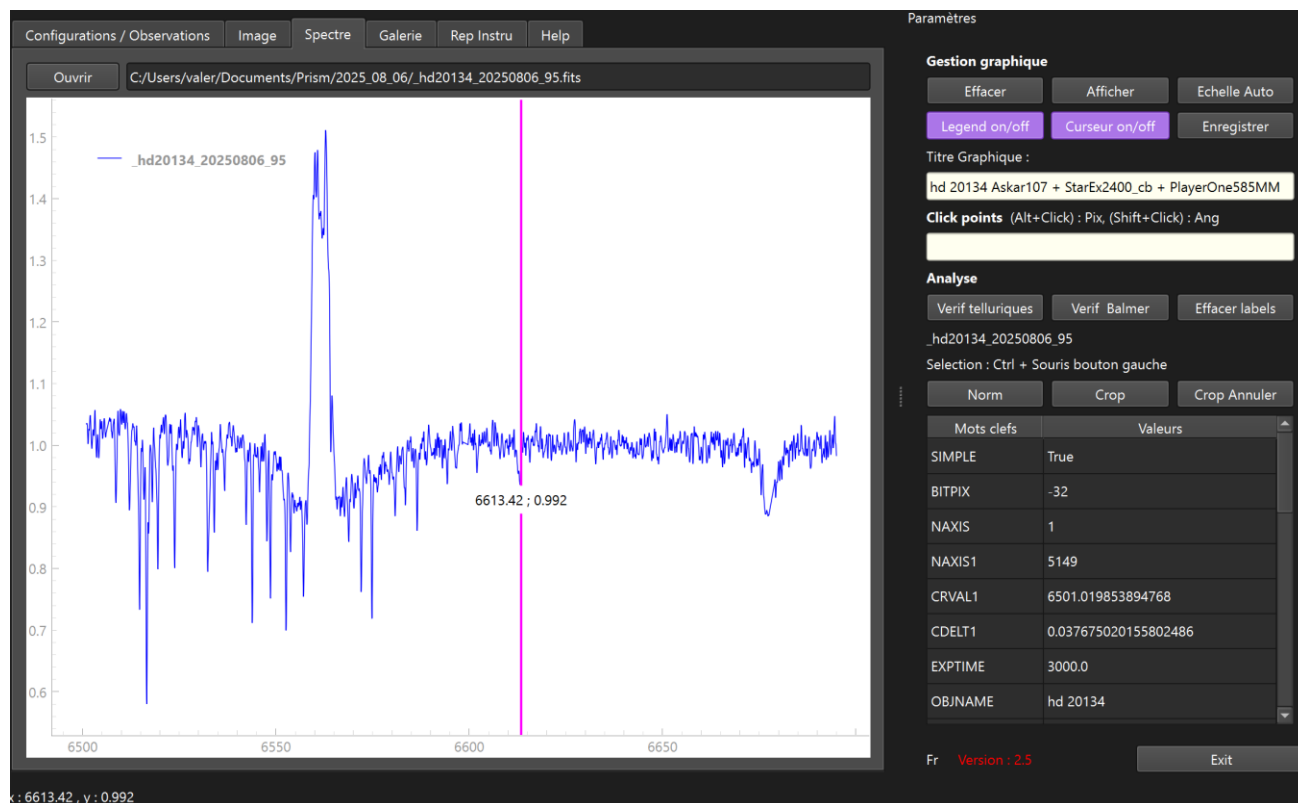 Paramètres
Configurations / Observations Image Spectre Galerie Rep Instru Help
Ouvrir C:/Users/valer/Documents/Prism/2025_08_06/_hd20134_20250806_95.fits
1.5
_hd20134_20250806_95
1.4
1.3
1.2
1.1
1.0
0.9
6613.42 ; 0.992
0.8
0.7
0.6
6500 6550 6600 6650
Gestion graphique
Effacer Afficher Echelle Auto
Legend on/off Curseur on/off Enregistrer
Titre Graphique :
hd 20134 Askar107 + StarEx2400_cb + PlayerOne585MM
Click points (Alt+Click) : Pix, (Shift+Click) : Ang
Analyse
Verif telluriques Verif Balmer Effacer labels
_hd20134_20250806_95
Selection : Ctrl + Souris bouton gauche
Norm Crop Crop Annuler
Mots clefs Valeurs
SIMPLE True
BITPIX -32
NAXIS 1
NAXIS1 5149
CRVAL1 6501.019853894768
CDELT1 0.037675020155802486
EXPTIME 3000.0
OBJNAME hd 20134
Fr Version : 2.5 Exit
x : 6613.42 , y : 0.992